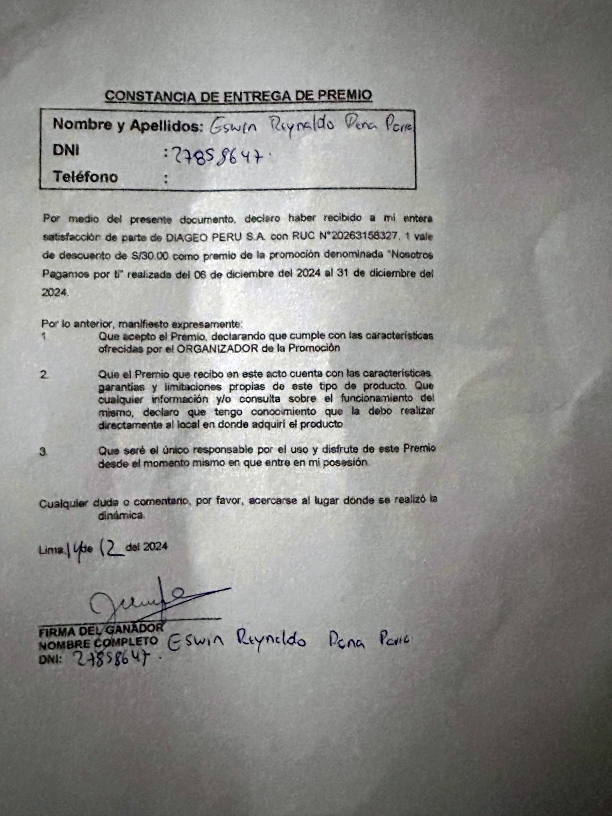 CONSTANCIA DE ENTREGA DE PREMIO
Nombre y Apellidos: Eswin Reynaldo Pena Parie
DNI : 27858647.
Teléfono :
Por medio del presente documento, declaro haber recibido a mi entera
satisfacción de parte de DIAGEO PERU S.A. con RUC N°20263158327, 1 vale
de descuento de S/30.00 como premio de la promoción denominada "Nosotros
Pagamos por ti" realizada del 06 de diciembre del 2024 al 31 de diciembre del
2024.
Por lo anterior, manifiesto expresamente:
1. Que acepto el Premio, declarando que cumple con las características
ofrecidas por el ORGANIZADOR de la Promoción
2. Que el Premio que recibo en este acto cuenta con las características,
garantías y limitaciones propias de este tipo de producto. Que
cualquier información y/o consulta sobre el funcionamiento del
mismo, declaro que tengo conocimiento que la debo realizar
directamente al local en donde adquirí el producto
3. Que seré el único responsable por el uso y disfrute de este Premio
desde el momento mismo en que entre en mi posesión.
Cualquier duda o comentario, por favor, acercarse al lugar donde se realizó la
dinámica.
Lima, 14 de 12 del 2024
FIRMA DEL GANADOR
NOMBRE COMPLETO Eswin Reynaldo Pena Parie
DNI: 27858647.